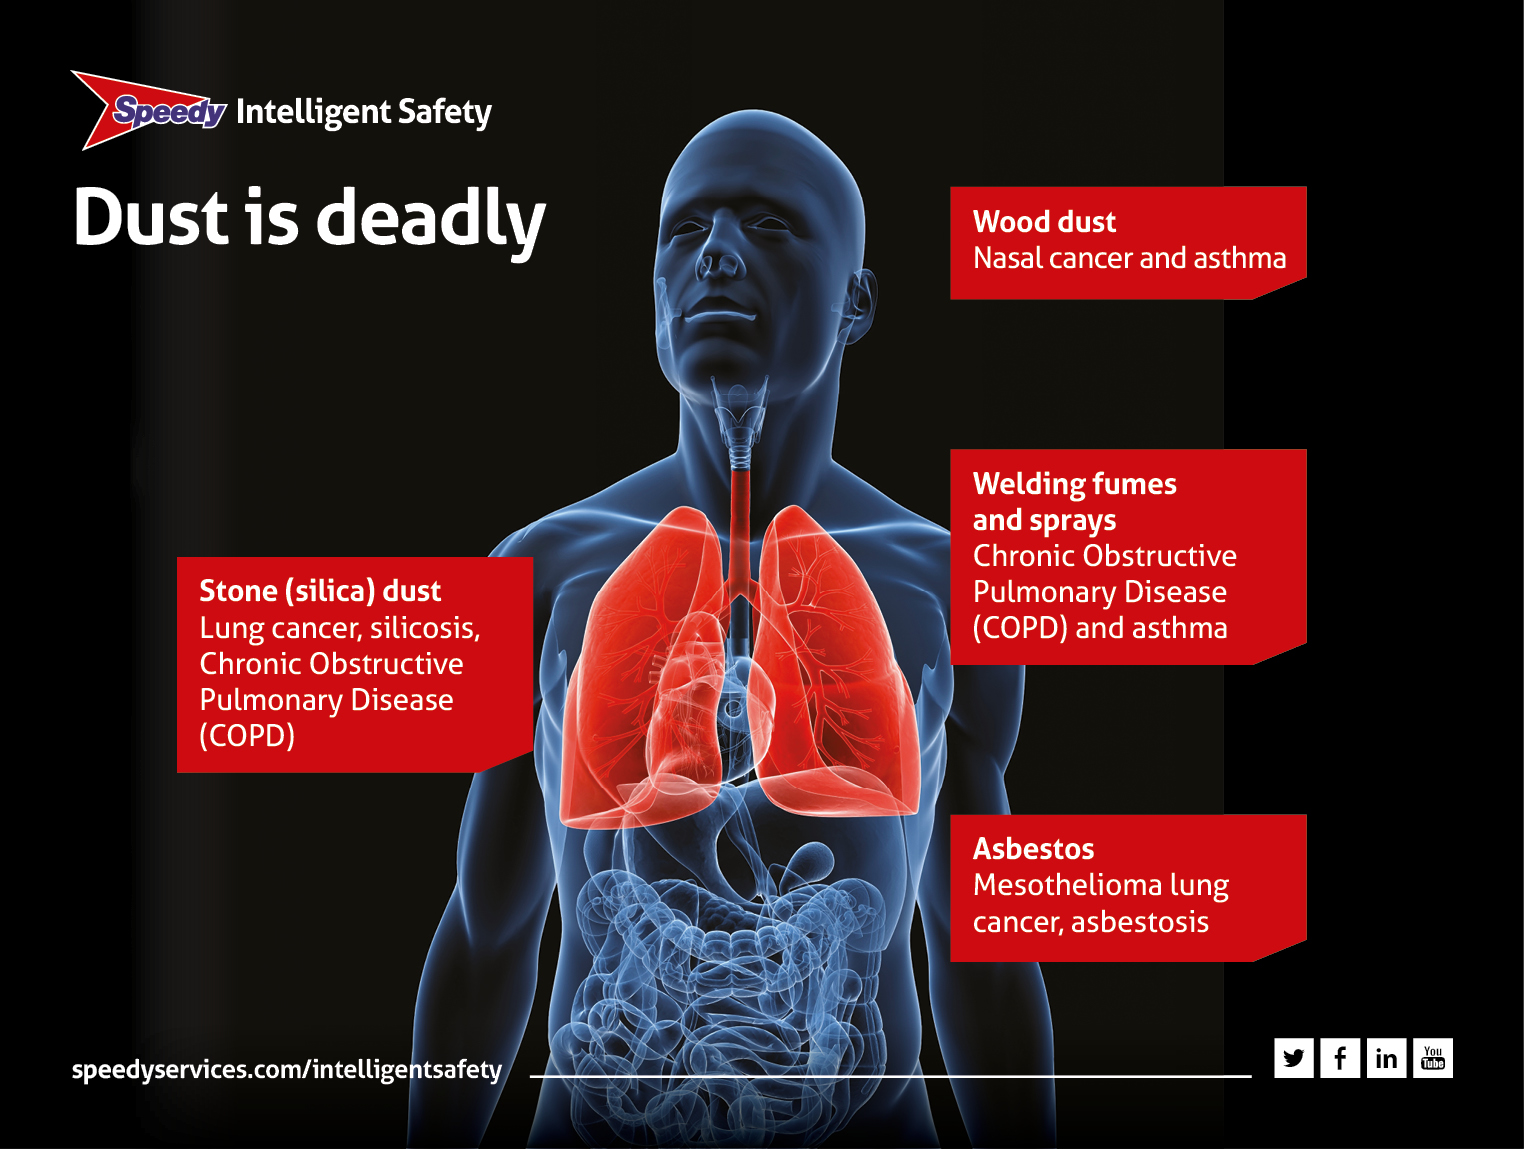 Speedy Intelligent Safety
Dust is deadly
Wood dust
Nasal cancer and asthma
Welding fumes
and sprays
Chronic Obstructive
Pulmonary Disease
(COPD) and asthma
Stone (silica) dust
Lung cancer, silicosis,
Chronic Obstructive
Pulmonary Disease
(COPD)
Asbestos
Mesothelioma lung
cancer, asbestosis
speedyservices.com/intelligentsafety
f
in
You
Tube